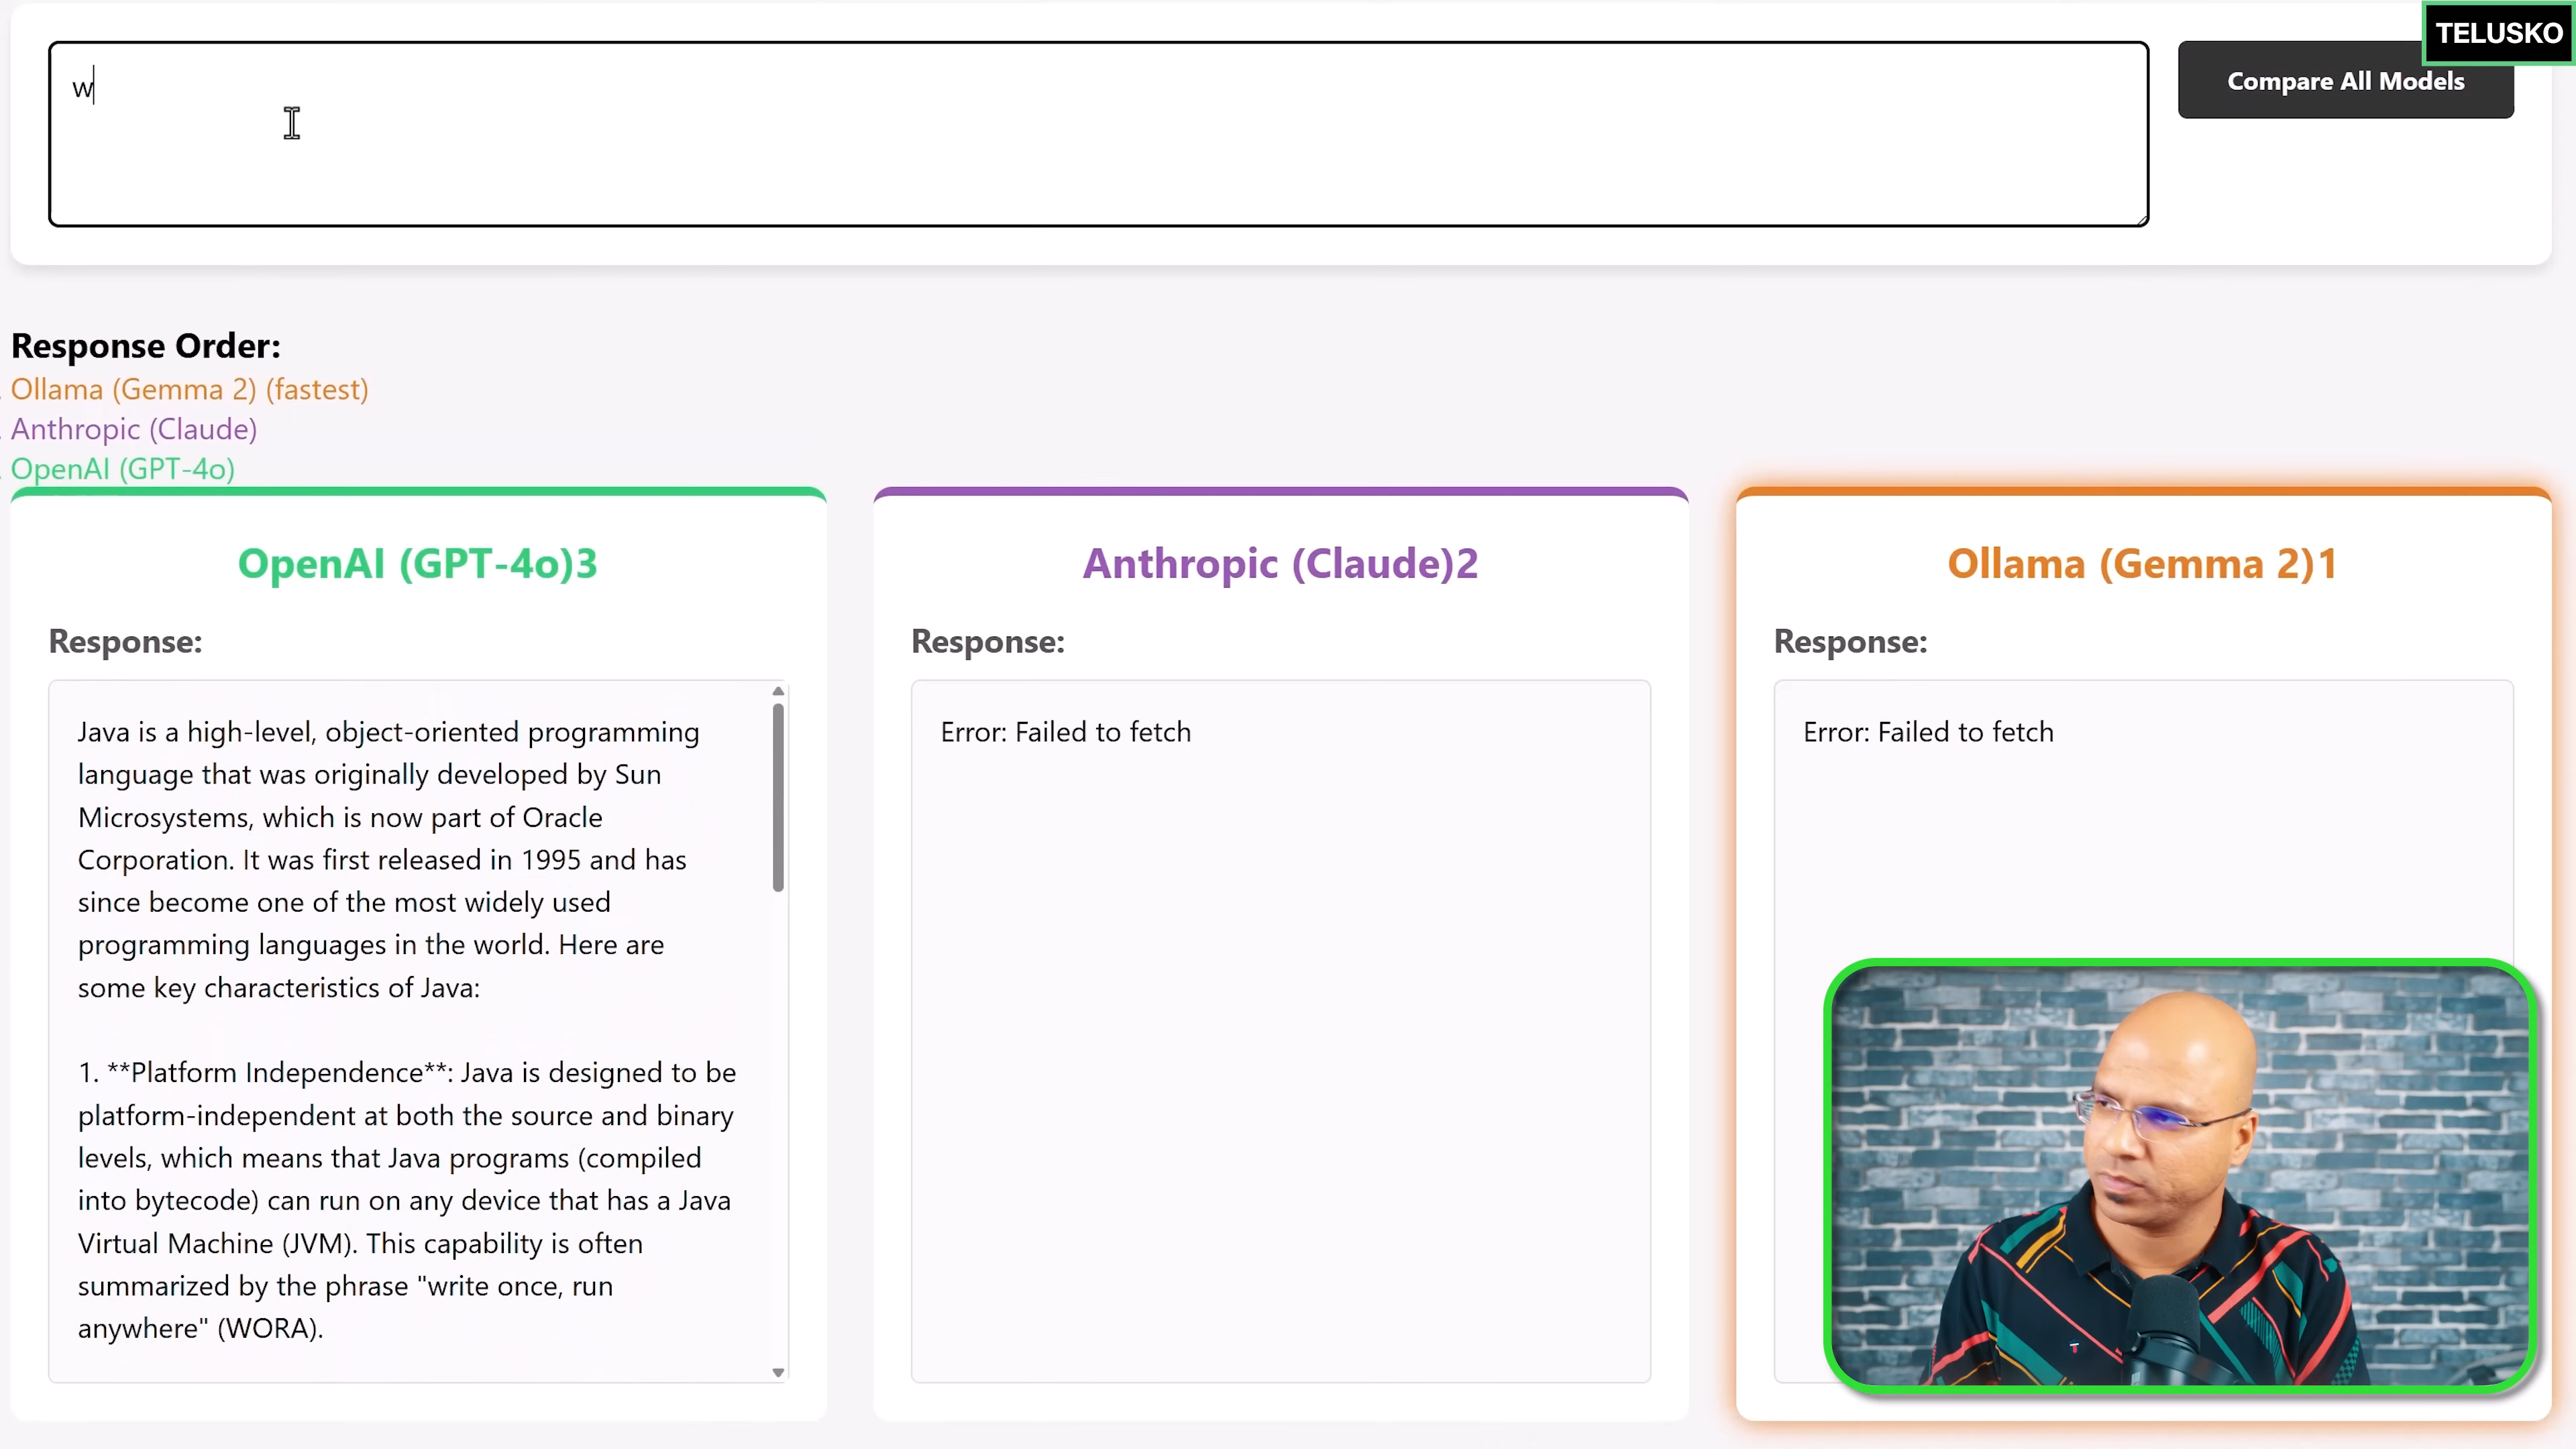 TELUSKO
w
Compare All Models
Response Order:
. Ollama (Gemma 2) (fastest)
. Anthropic (Claude)
. OpenAI (GPT-4o)
OpenAI (GPT-4o)3
Response:
Java is a high-level, object-oriented programming
language that was originally developed by Sun
Microsystems, which is now part of Oracle
Corporation. It was first released in 1995 and has
since become one of the most widely used
programming languages in the world. Here are
some key characteristics of Java:
1. **Platform Independence**: Java is designed to be
platform-independent at both the source and binary
levels, which means that Java programs (compiled
into bytecode) can run on any device that has a Java
Virtual Machine (JVM). This capability is often
summarized by the phrase "write once, run
anywhere" (WORA).
Anthropic (Claude)2
Response:
Error: Failed to fetch
Ollama (Gemma 2)1
Response:
Error: Failed to fetch